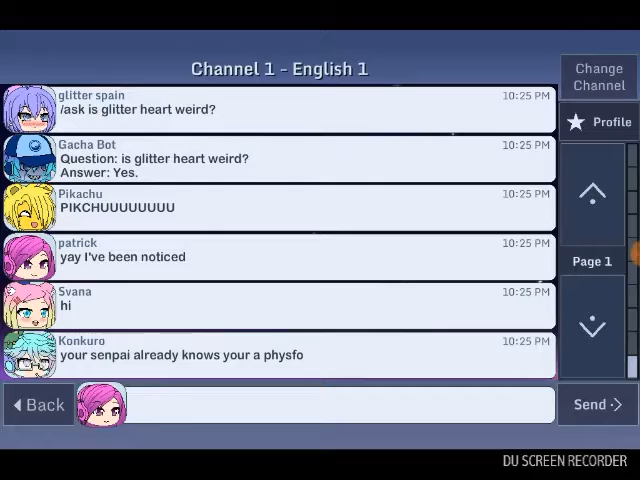 Channel 1 - English 1
Change
Channel
glitter spain
10:25 PM
/ask is glitter heart weird?
Profile
Gacha Bot
10:25 PM
Question: is glitter heart weird?
Answer: Yes.
Pikachu
10:25 PM
PIKCHUUUUUUUU
patrick
10:25 PM
yay I've been noticed
Page 1
Svana
10:25 PM
hi
Konkuro
10:25 PM
your senpai already knows your a physfo
Back
Send
DU SCREEN RECORDER